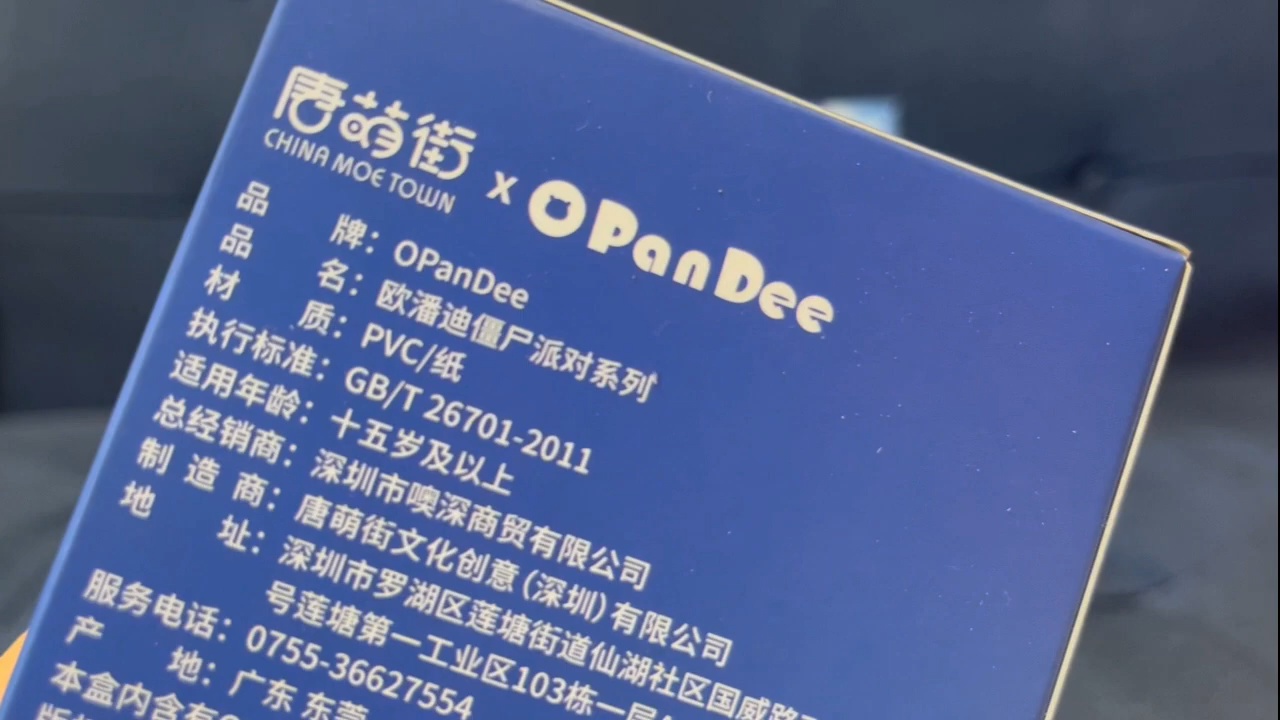 唐萌街 x OPanDee
CHINA MOE TOWN
品 牌：OPanDee
品 名：欧潘迪僵尸派对系列
材 质：PVC/纸
执行标准：GB/T 26701-2011
适用年龄：十五岁及以上
总经销商：深圳市噢深商贸有限公司
制 造 商：唐萌街文化创意(深圳)有限公司
地 址：深圳市罗湖区莲塘街道仙湖社区国威路
号莲塘第一工业区103栋一层
服务电话：0755-36627554
产 地：广东 东莞
本盒内含有